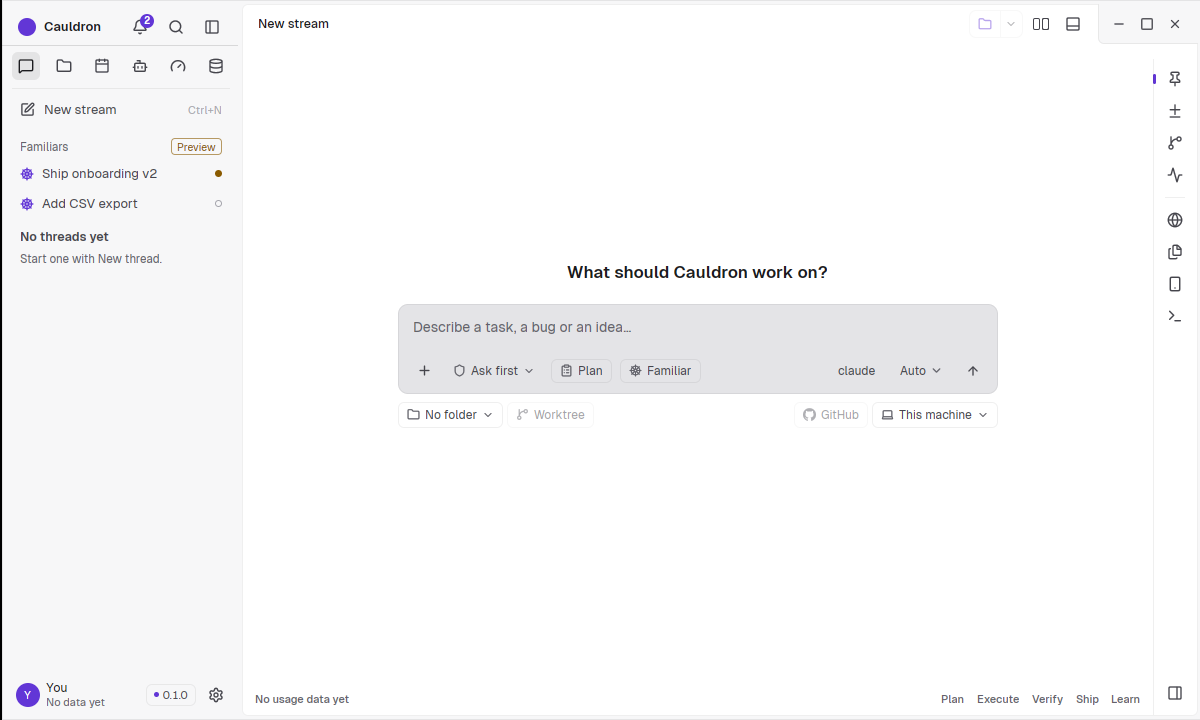 Cauldron
2
New stream
New stream
Ctrl+N
Familiars
Preview
Ship onboarding v2
Add CSV export
No threads yet
Start one with New thread.
What should Cauldron work on?
Describe a task, a bug or an idea…
Ask first
Plan
Familiar
claude
Auto
No folder
Worktree
GitHub
This machine
Y
You
No data yet
0.1.0
No usage data yet
Plan
Execute
Verify
Ship
Learn